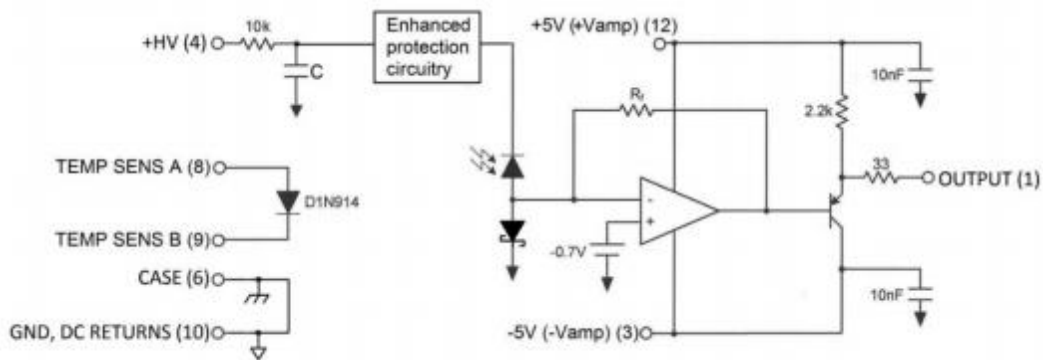 +HV (4)
10k
C
Enhanced
protection
circuitry
+5V (+Vamp) (12)
10nF
Rf
2.2k
TEMP SENS A (8)
D1N914
TEMP SENS B (9)
33
OUTPUT (1)
-
+
-0.7V
CASE (6)
GND, DC RETURNS (10)
-5V (-Vamp) (3)
10nF